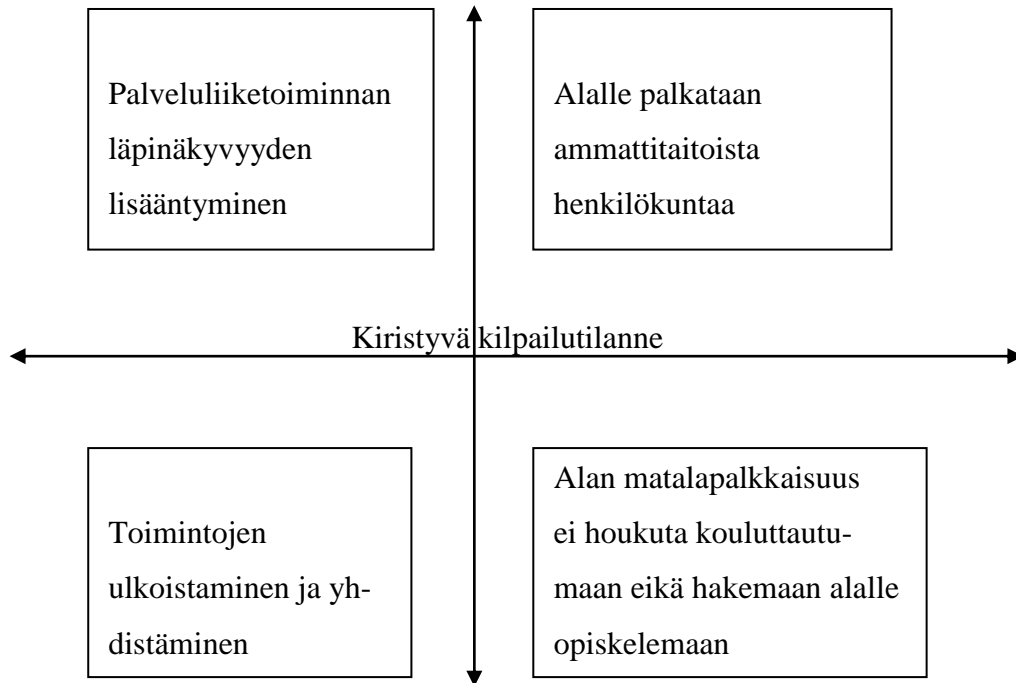 Palveluliiketoiminnan
läpinäkyvyyden
lisääntyminen
Alalle palkataan
ammattitaitoista
henkilökuntaa
Kiristyvä kilpailutilanne
Toimintojen
ulkoistaminen ja yh-
distäminen
Alan matalapalkkaisuus
ei houkuta kouluttautu-
maan eikä hakemaan alalle
opiskelemaan